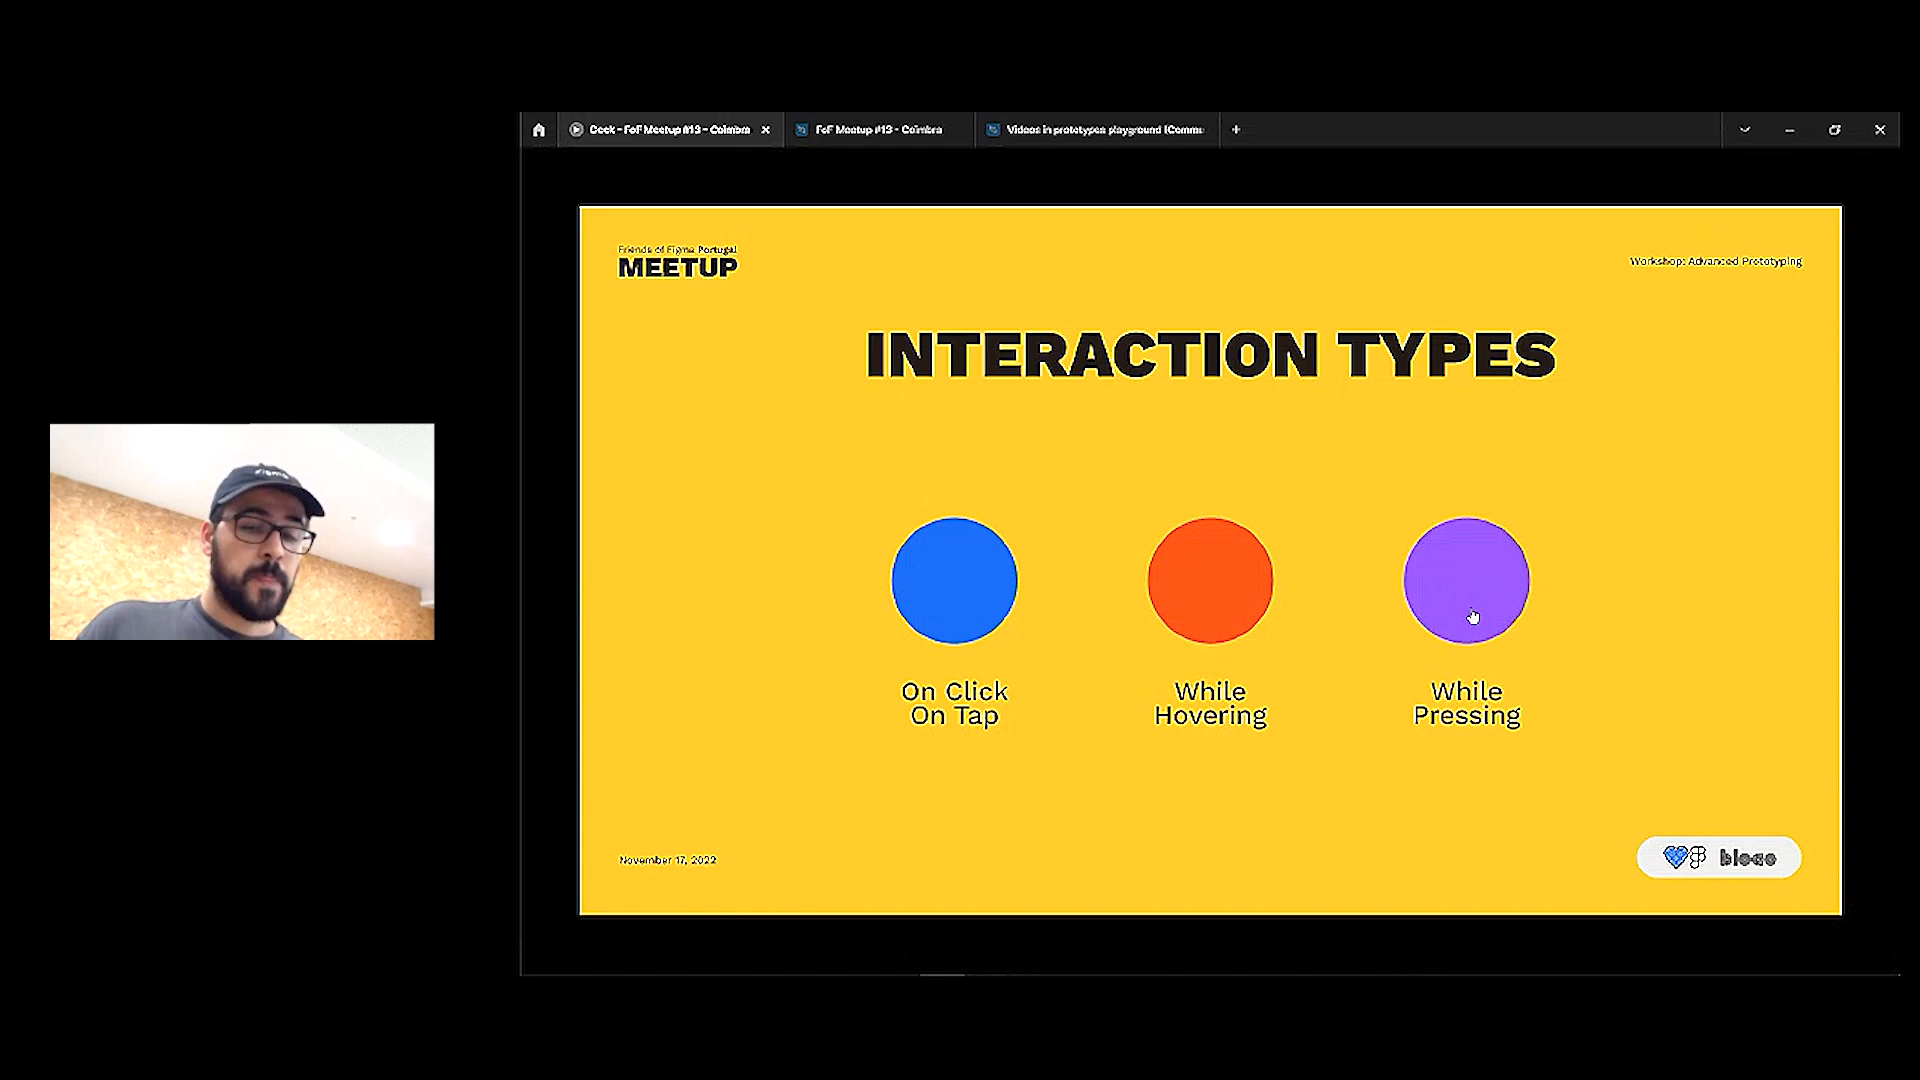 Geek - FoF Meetup #13 - Coimbra
FoF Meetup #13 - Coimbra
Videos in prototypes playground (Commu
Friends of Figma Portugal
MEETUP
Workshop: Advanced Prototyping
INTERACTION TYPES
On Click
On Tap
While
Hovering
While
Pressing
November 17, 2022
bloco